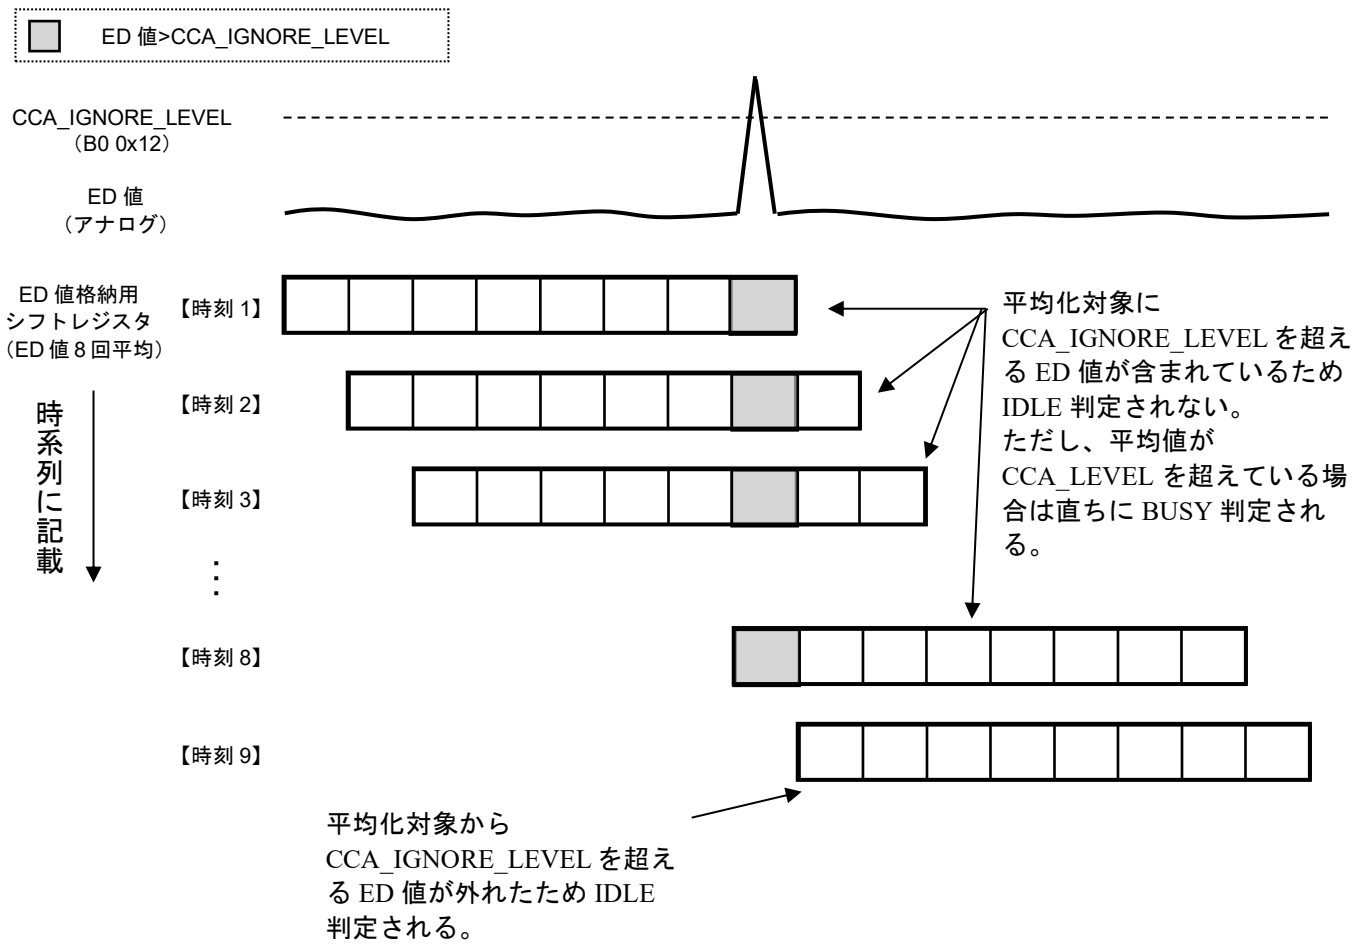 ED 値>CCA_IGNORE_LEVEL
CCA_IGNORE_LEVEL
（B0 0x12）
ED 値
（アナログ）
ED 値格納用
シフトレジスタ
（ED 値 8 回平均）
時系列に記載
【時刻 1】
【時刻 2】
【時刻 3】
⋮
【時刻 8】
【時刻 9】
平均化対象に
CCA_IGNORE_LEVEL を超え
る ED 値が含まれているため
IDLE 判定されない。
ただし、平均値が
CCA_LEVEL を超えている場
合は直ちに BUSY 判定され
る。
平均化対象から
CCA_IGNORE_LEVEL を超え
る ED 値が外れたため IDLE
判定される。